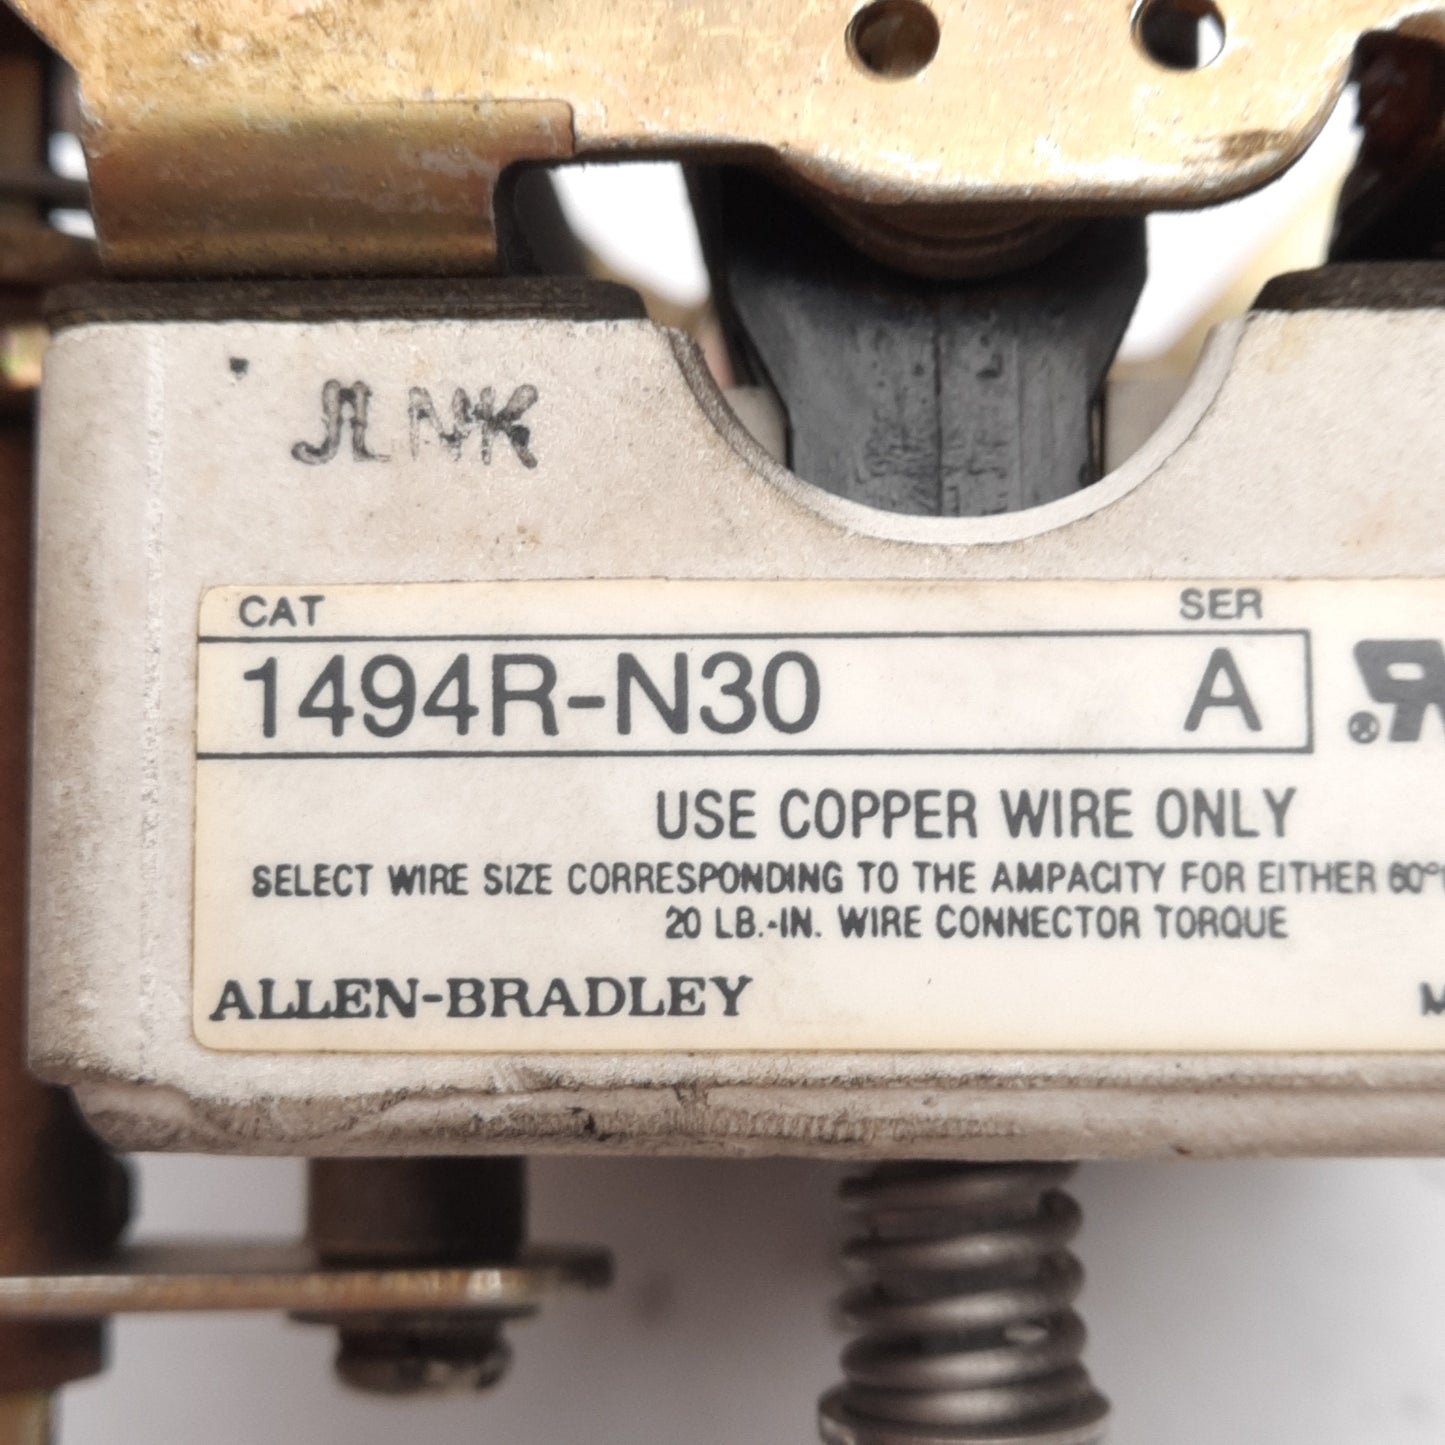 CAT SER
1494R-N30 A
USE COPPER WIRE ONLY
SELECT WIRE SIZE CORRESPONDING TO THE AMPACITY FOR EITHER 60°
20 LB.-IN. WIRE CONNECTOR TORQUE
ALLEN-BRADLEY M